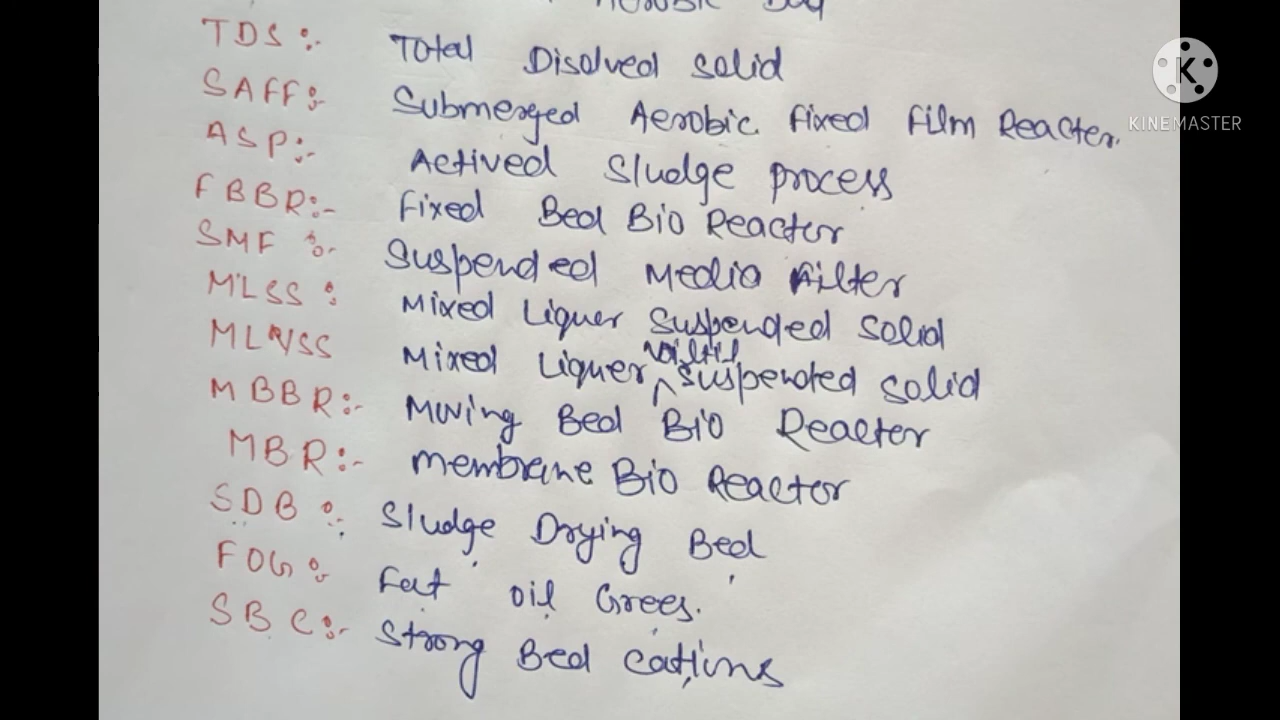 Aerobic
TDS :- Total Disolved Solid
SAFF :- Submerged Aerobic Fixed Film Reacter.
ASP :- Actived Sludge process
FBBR :- Fixed Bed Bio Reactor
SMF :- Suspended Media Filter
MLSS : Mixed Liquer Suspended Solid
MLVSS Mixed Liquer Suspended Solid
MBBR :- Moving Bed Bio Reacter
MBR :- Membrane Bio Reactor
SDB :- Sludge Drying Bed
FOG :- Fat Oil Grees.
SBC :- Strong Bed Cations
K
KINEMASTER